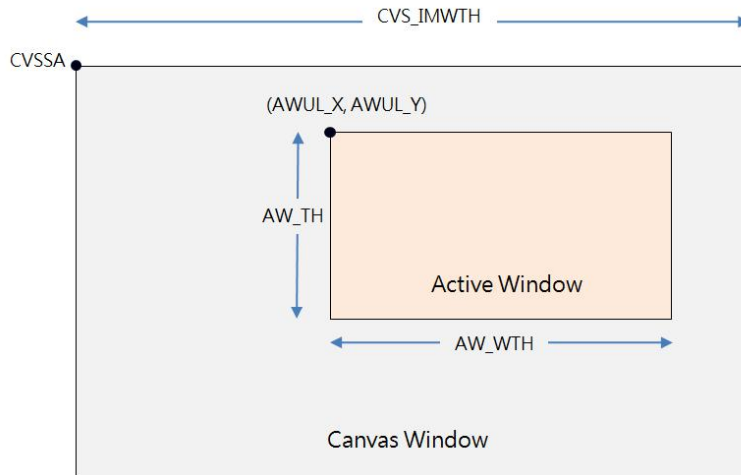 CVS_IMWTH
CVSSA
(AWUL_X, AWUL_Y)
AW_TH
Active Window
AW_WTH
Canvas Window